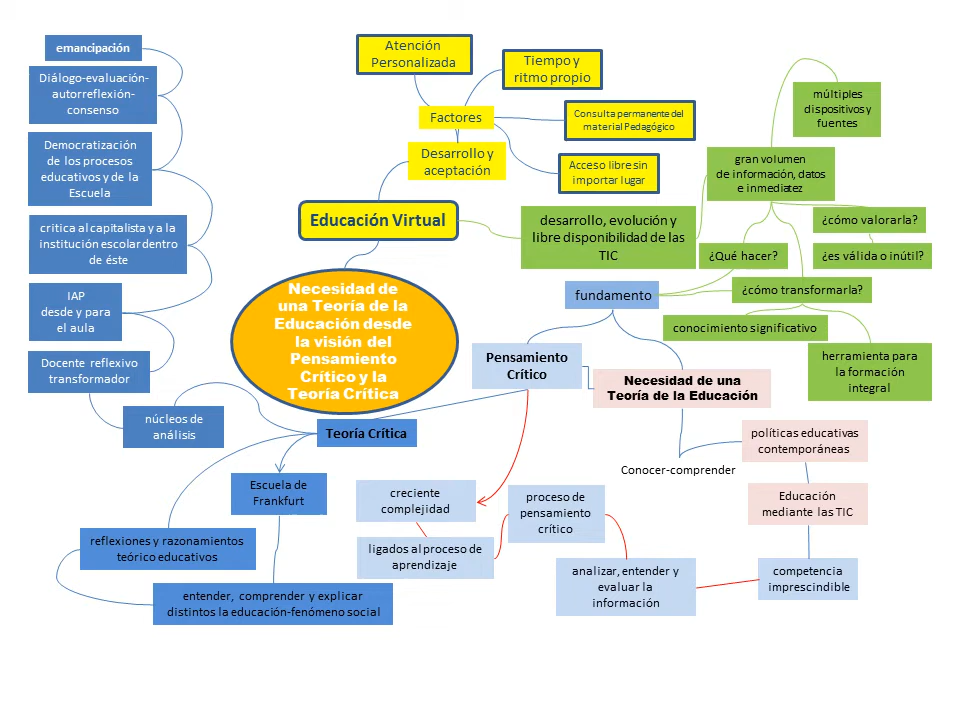 emancipación
Diálogo-evaluación-
autorreflexión-
consenso
Democratización
de los procesos
educativos y de la
Escuela
critica al capitalista y a la
institución escolar dentro
de éste
IAP
desde y para
el aula
Docente reflexivo
transformador
núcleos de
análisis
Atención
Personalizada
Tiempo y
ritmo propio
Factores
Consulta permanente del
material Pedagógico
Desarrollo y
aceptación
Acceso libre sin
importar lugar
Educación Virtual
desarrollo, evolución y
libre disponibilidad de las
TIC
múltiples
dispositivos y
fuentes
gran volumen
de información, datos
e inmediatez
¿cómo valorarla?
¿Qué hacer?
¿es válida o inútil?
¿cómo transformarla?
conocimiento significativo
herramienta para
la formación
integral
Necesidad de
una Teoría de la
Educación desde
la visión del
Pensamiento
Crítico y la
Teoría Crítica
fundamento
Pensamiento
Crítico
Necesidad de una
Teoría de la Educación
Teoría Crítica
políticas educativas
contemporáneas
Conocer-comprender
Escuela de
Frankfurt
creciente
complejidad
proceso de
pensamiento
crítico
Educación
mediante las TIC
reflexiones y razonamientos
teórico educativos
ligados al proceso de
aprendizaje
analizar, entender y
evaluar la
información
competencia
imprescindible
entender, comprender y explicar
distintos la educación-fenómeno social